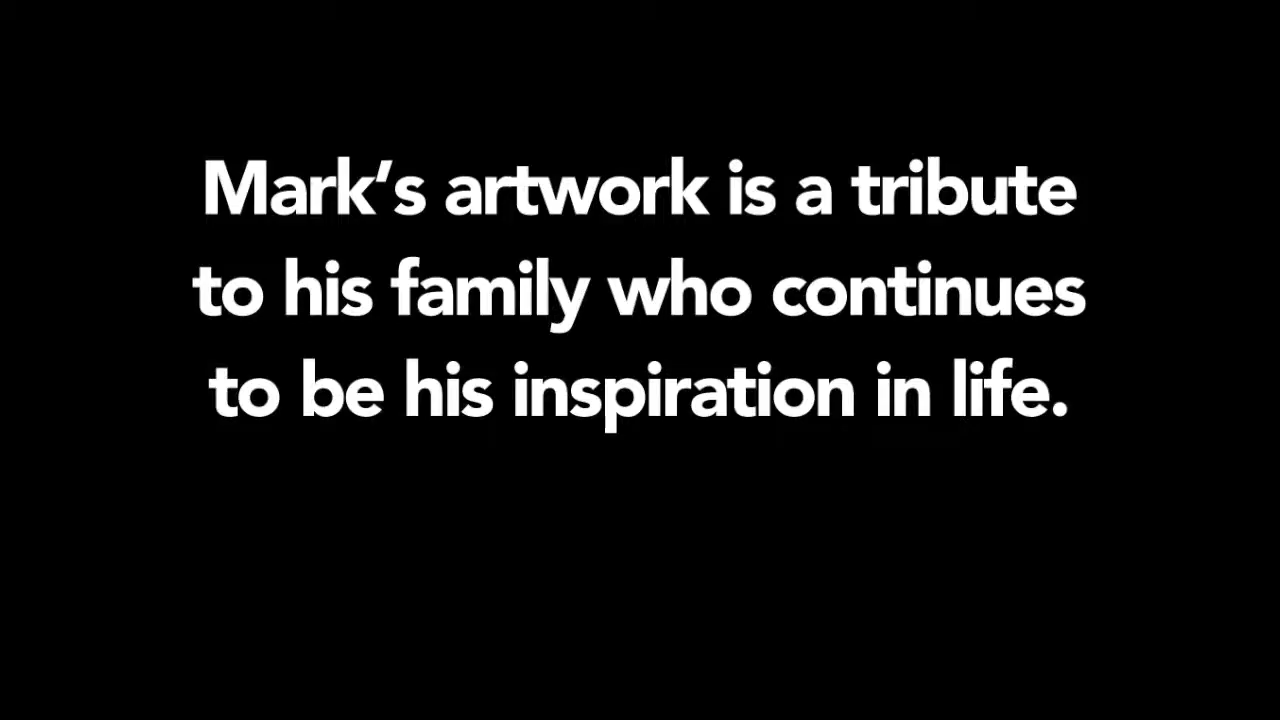 Mark’s artwork is a tribute
to his family who continues
to be his inspiration in life.